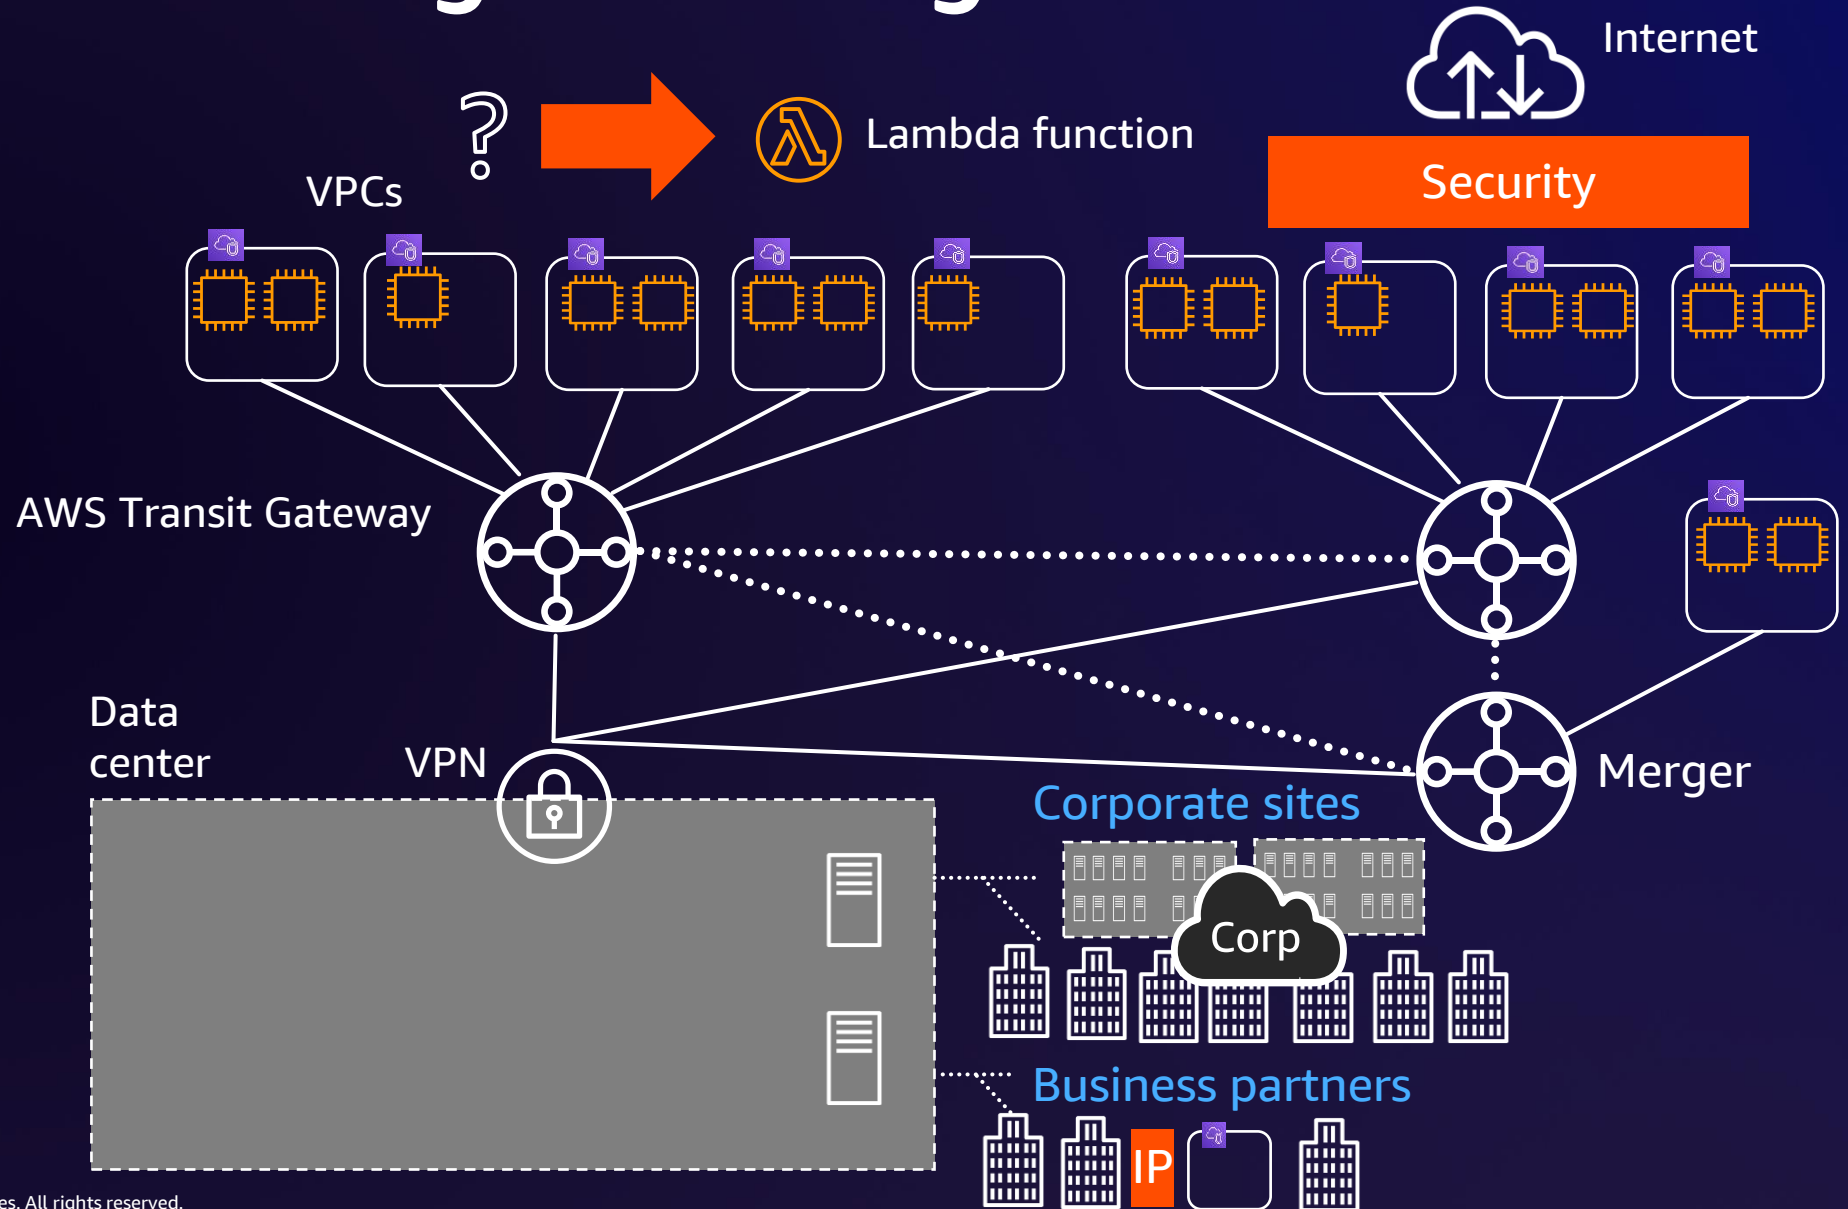 Internet
?
Lambda function
Security
VPCs
AWS Transit Gateway
Data
center
VPN
Merger
Corporate sites
Corp
Business partners
IP
All rights reserved.